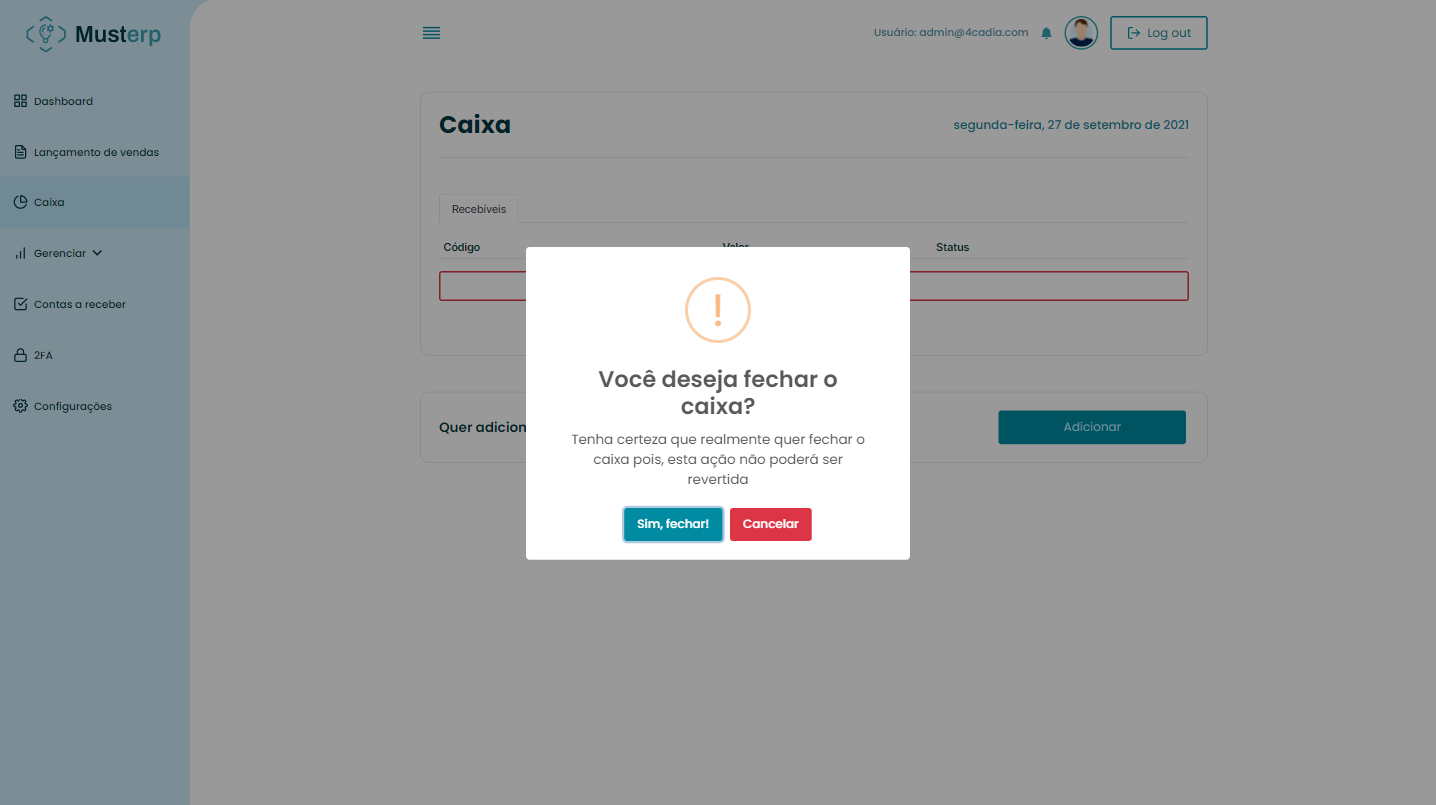 Musterp
Usuário: admin@4cadia.com
Log out
Dashboard
Lançamento de vendas
Caixa
Gerenciar
Contas a receber
2FA
Configurações
Caixa
segunda-feira, 27 de setembro de 2021
Recebíveis
Código Valor Status
!
Você deseja fechar o
caixa?
Tenha certeza que realmente quer fechar o
caixa pois, esta ação não poderá ser
revertida
Sim, fechar! Cancelar
Quer adicion
Adicionar